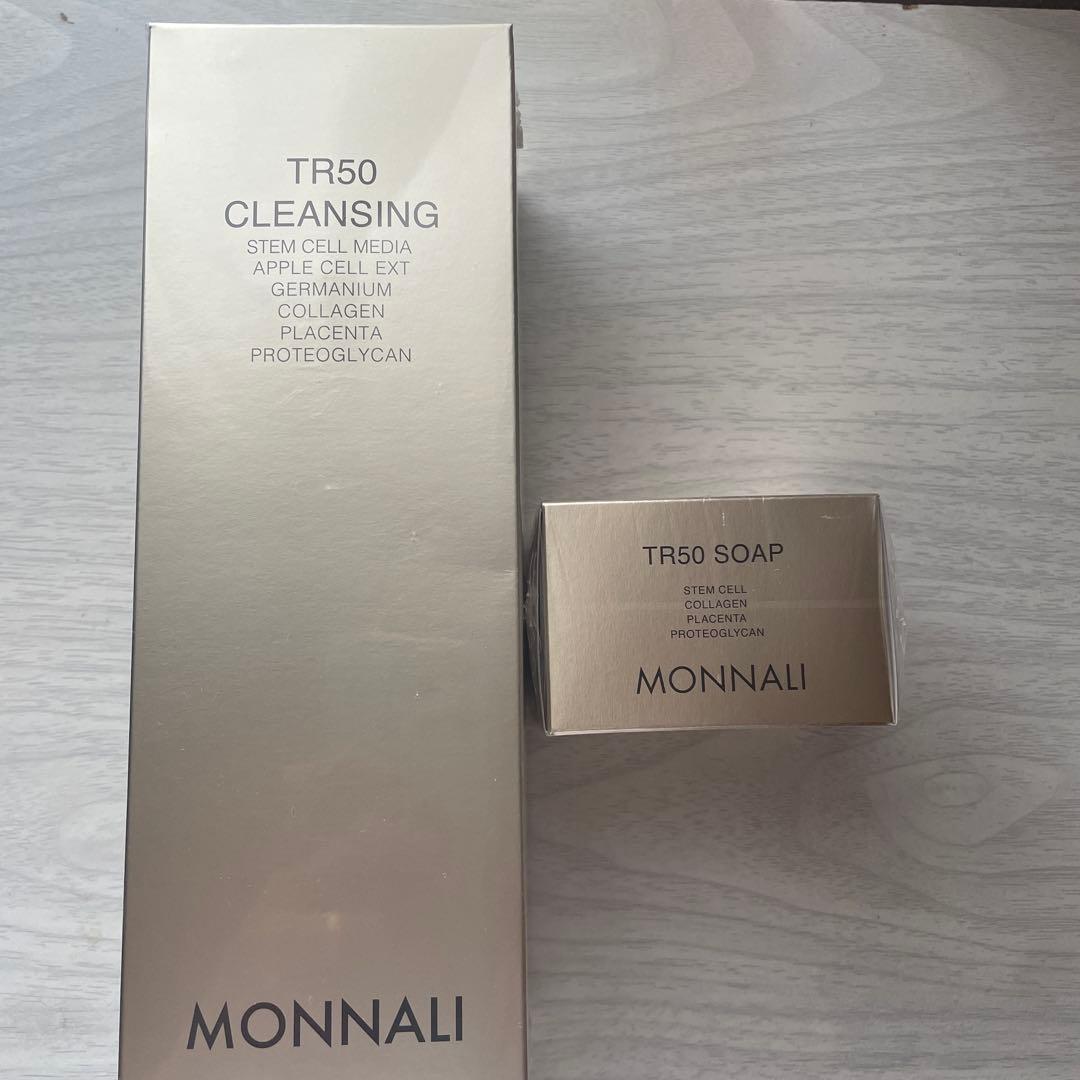 TR50
CLEANSING
STEM CELL MEDIA
APPLE CELL EXT
GERMANIUM
COLLAGEN
PLACENTA
PROTEOGLYCAN
MONNALI
TR50 SOAP
STEM CELL
COLLAGEN
PLACENTA
PROTEOGLYCAN
MONNALI